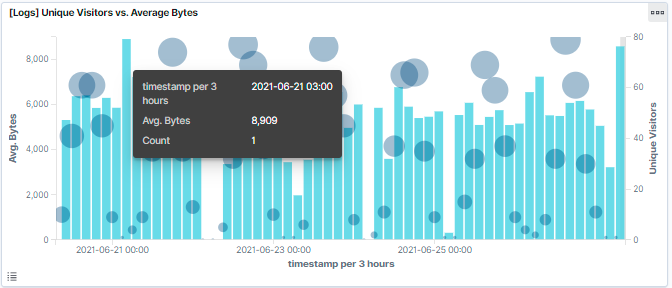 [Logs] Unique Visitors vs. Average Bytes
8,000
6,000
4,000
2,000
0
Avg. Bytes
timestamp per 3 hours
2021-06-21 03:00
Avg. Bytes
8,909
Count
1
80
60
40
20
0
Unique Visitors
2021-06-21 00:00
2021-06-23 00:00
2021-06-25 00:00
timestamp per 3 hours